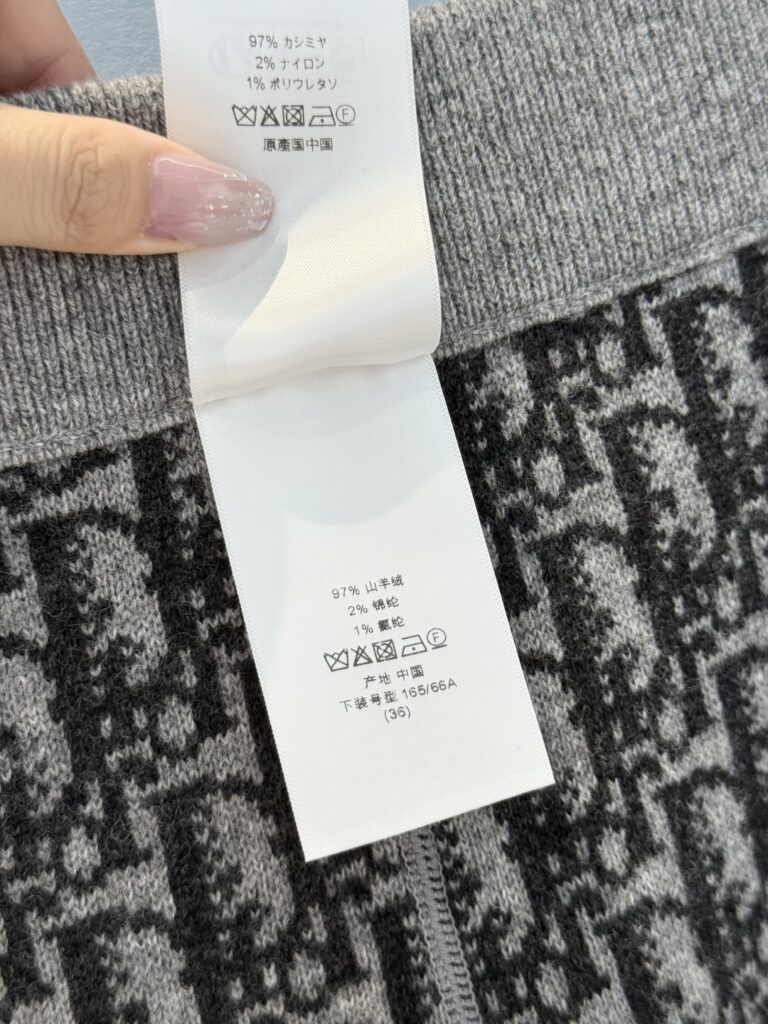 97% カシミヤ
2% ナイロン
1% ポリウレタン
F
原産国中国
97% 山羊绒
2% 锦纶
1% 氨纶
F
产地 中国
下装号型 165/66A
(36)